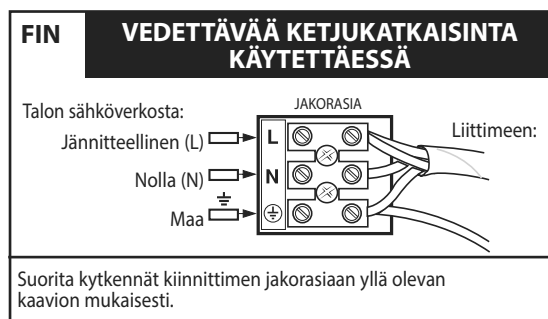 FIN
VEDETTÄVÄÄ KETJUKATKAISINTA
KÄYTETTÄESSÄ
JAKORASIA
Talon sähköverkosta:
Liittimeen:
Jännitteellinen (L)
L
Nolla (N)
N
Maa
Suorita kytkennät kiinnittimen jakorasiaan yllä olevan
kaavion mukaisesti.